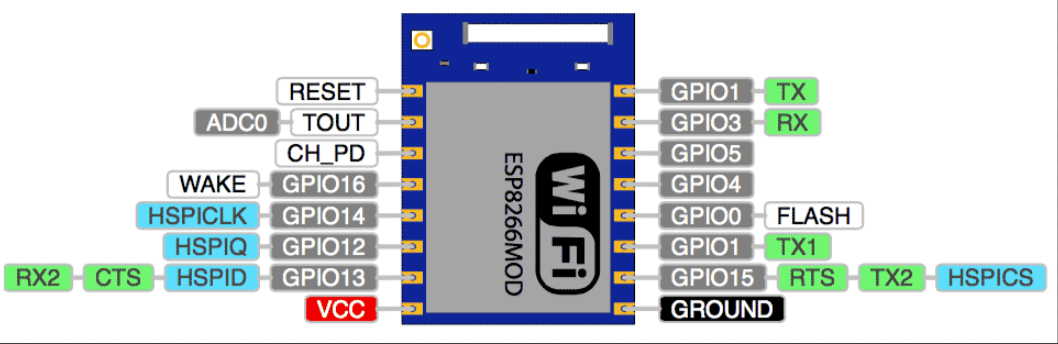 RESET GPIO1 TX
ADC0 TOUT GPIO3 RX
CH_PD GPIO5
WAKE GPIO16 GPIO4
HSPICLK GPIO14 GPIO0 FLASH
HSPIQ GPIO12 GPIO1 TX1
RX2 CTS HSPID GPIO13 GPIO15 RTS TX2 HSPICS
VCC GROUND
ESP8266MOD
Wi Fi